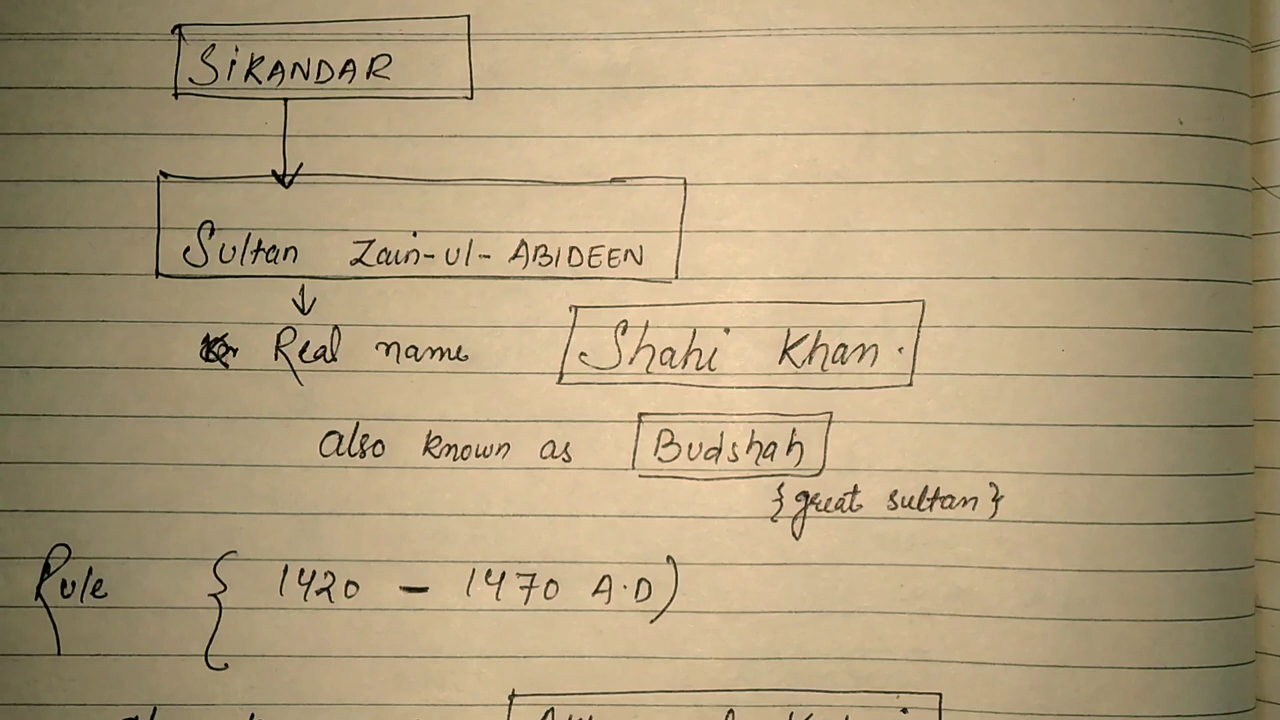 SIKANDAR
Sultan Zain-ul-ABIDEEN
Real name Shahi Khan.
also known as Budshah
{great sultan}
Rule { 1420 - 1470 A.D)